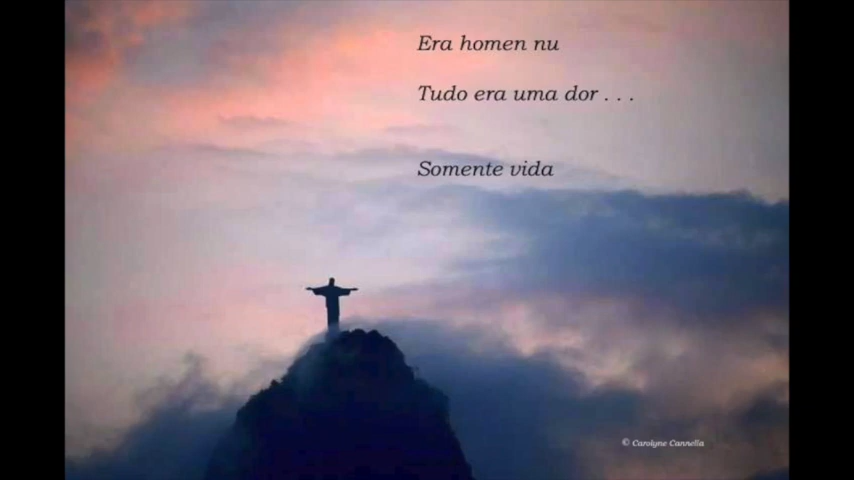 Era homen nu
Tudo era uma dor . . .
Somente vida
© Carolyne Cannella